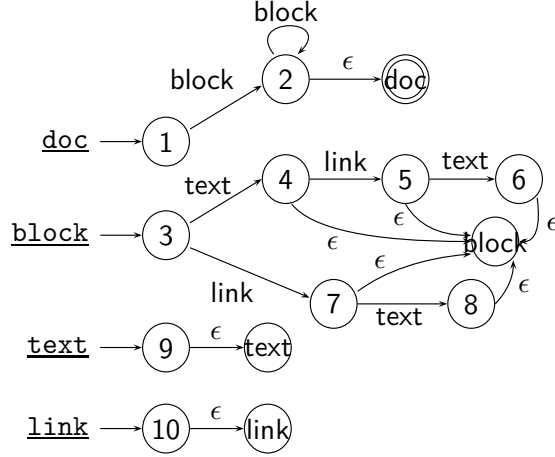 block
block ϵ
2 doc
doc 1
text 4 link 5 text 6
block 3 ϵ ϵ ϵ
block
link ϵ ϵ
7 text 8
text 9 ϵ text
link 10 ϵ link